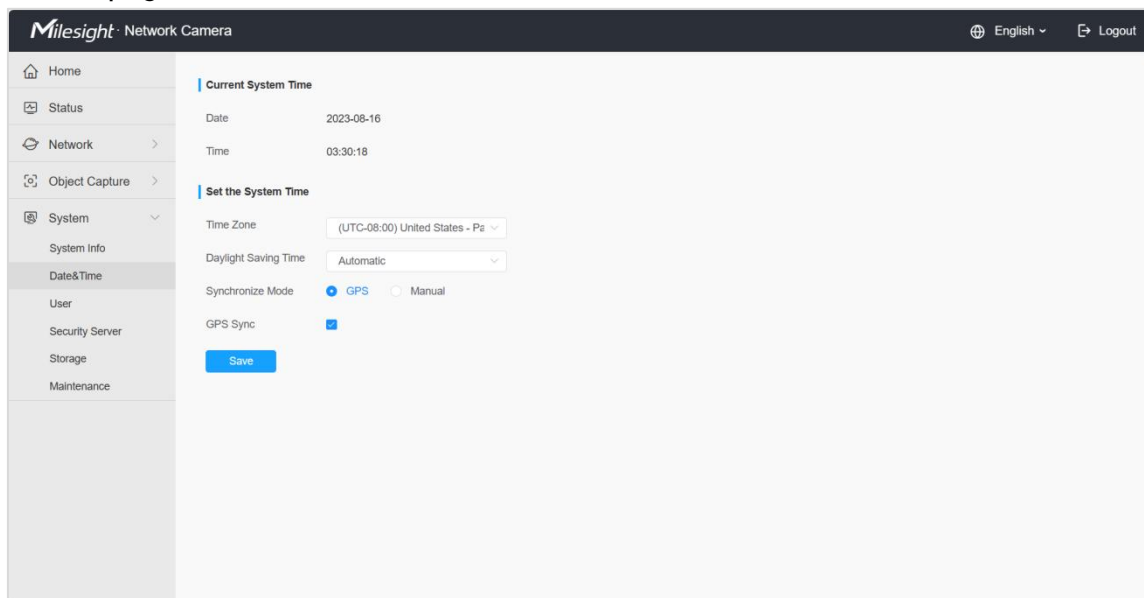 Milesight · Network Camera
English
Logout
Home
Status
Network
Object Capture
System
System Info
Date&Time
User
Security Server
Storage
Maintenance
Current System Time
Date 2023-08-16
Time 03:30:18
Set the System Time
Time Zone (UTC-08:00) United States - Pa
Daylight Saving Time Automatic
Synchronize Mode GPS Manual
GPS Sync
Save